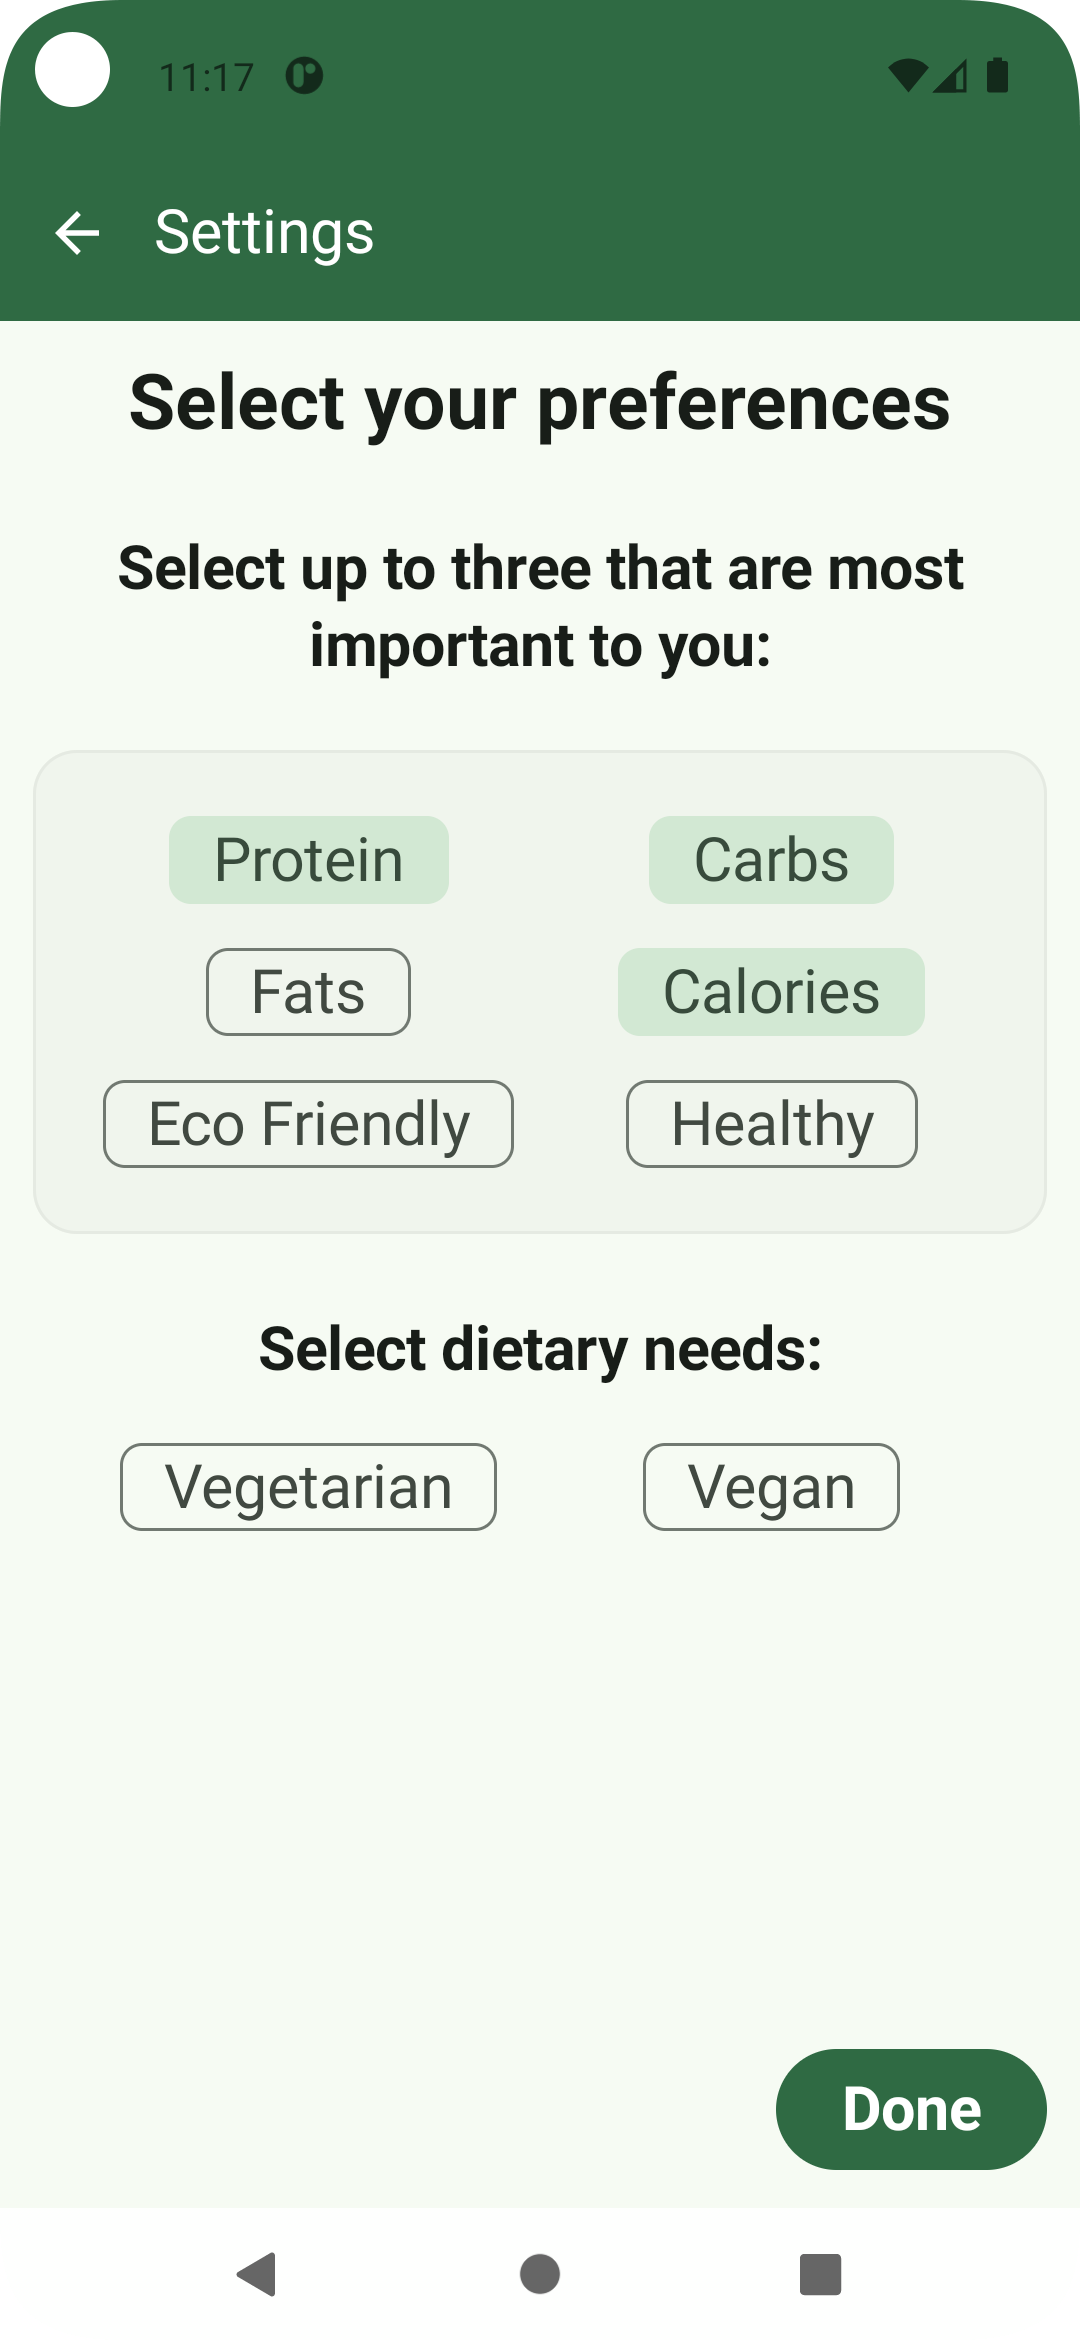 11:17
Settings
Select your preferences
Select up to three that are most
important to you:
Protein
Carbs
Fats
Calories
Eco Friendly
Healthy
Select dietary needs:
Vegetarian
Vegan
Done